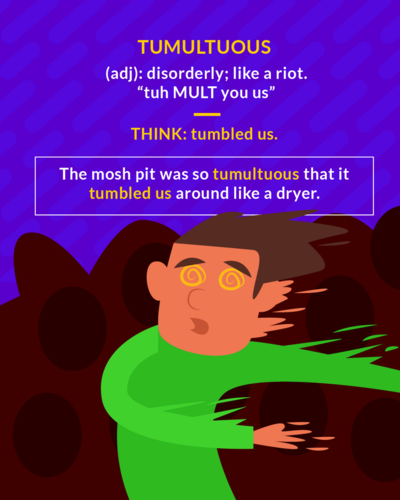 TUMULTUOUS
(adj): disorderly; like a riot.
“tuh MULT you us”
THINK: tumbled us.
The mosh pit was so tumultuous that it
tumbled us around like a dryer.